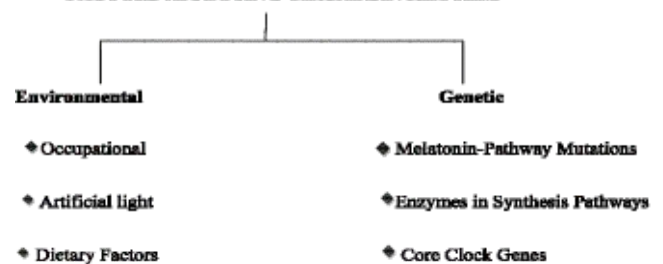 Environmental
Genetic
◆Occupational
◆ Melatonin-Pathway Mutations
◆ Artificial light
◆Enzymes in Synthesis Pathways
◆ Dietary Factors
◆ Core Clock Genes